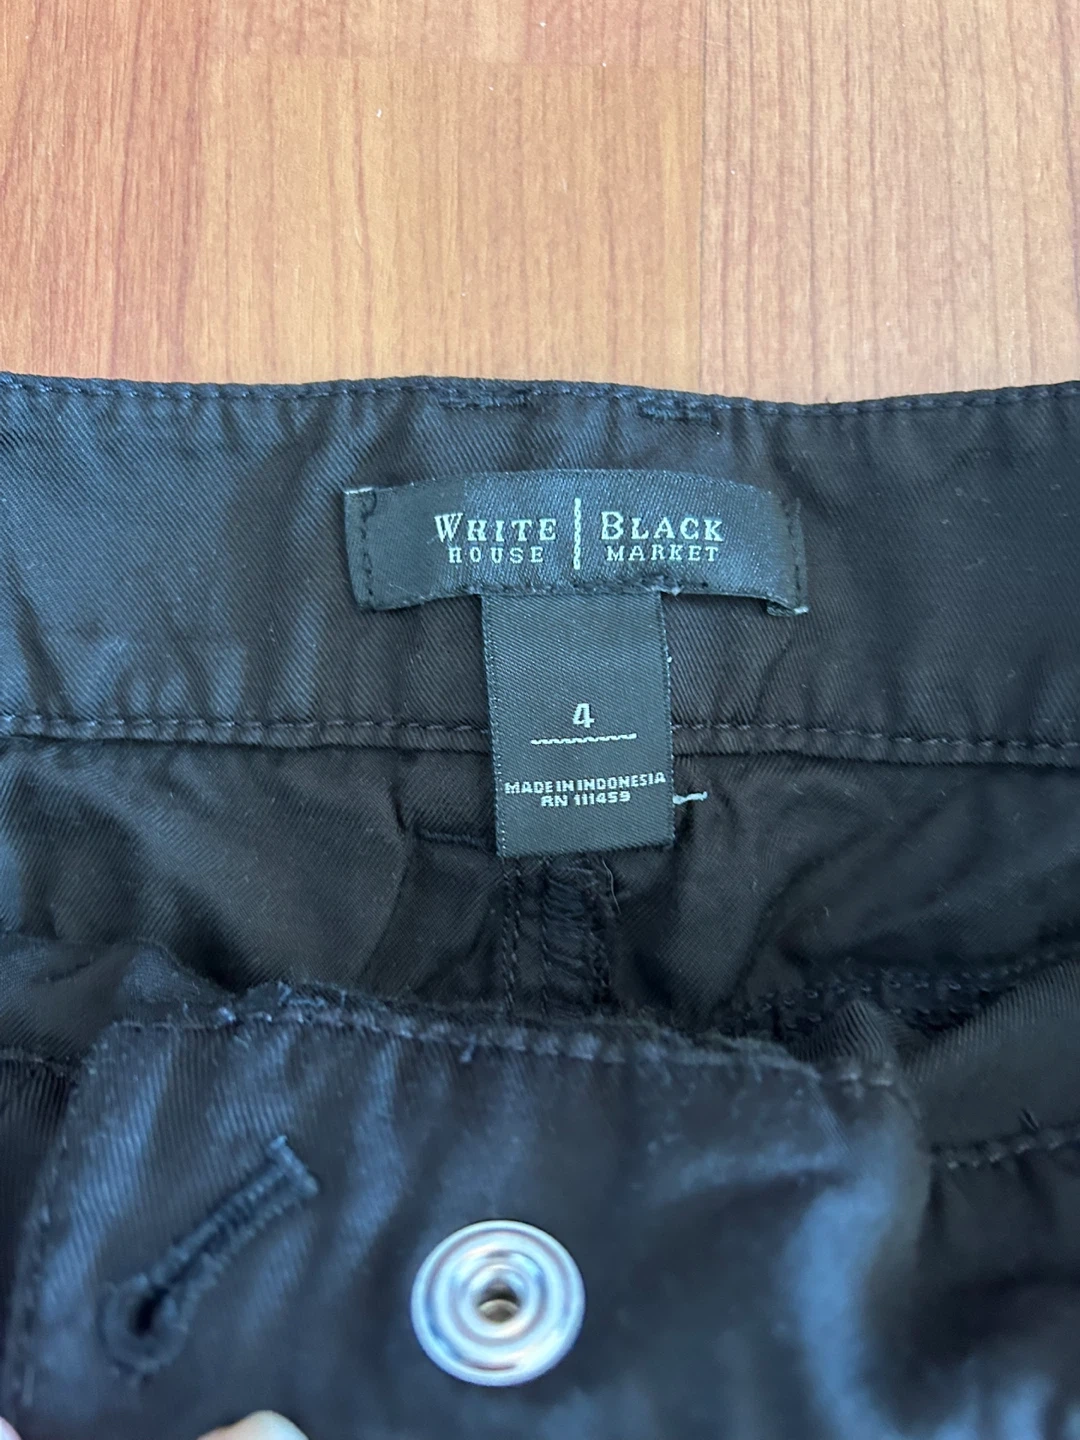 WHITE | BLACK
HOUSE MARKET
4
MADE IN INDONESIA
RN 111459